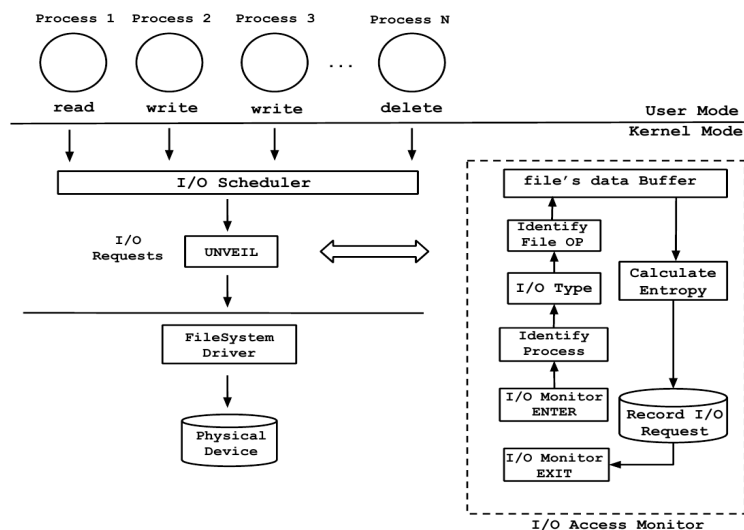 Process 1 Process 2 Process 3 Process N
...
read write write delete
User Mode
Kernel Mode
I/O Scheduler
I/O
Requests
UNVEIL
FileSystem
Driver
Physical
Device
file's data Buffer
Identify
File OP
I/O Type
Identify
Process
I/O Monitor
ENTER
Calculate
Entropy
Record I/O
Request
I/O Monitor
EXIT
I/O Access Monitor